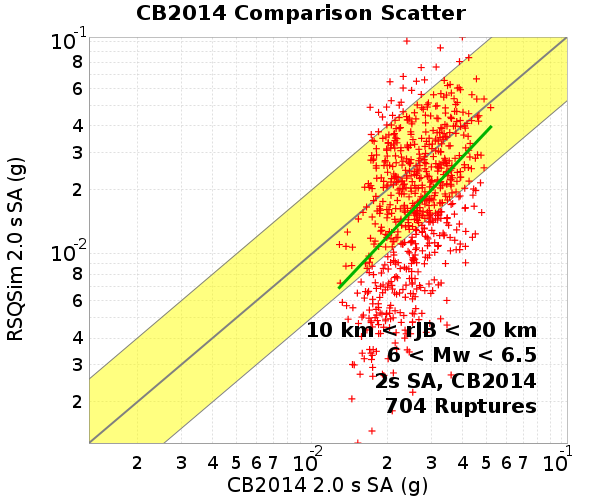 CB2014 Comparison Scatter
RSQSim 2.0 s SA (g)
10⁻¹
8
6
4
3
2
10⁻²
8
6
4
3
2
10 km < rJB < 20 km
6 < Mw < 6.5
2s SA, CB2014
704 Ruptures
2 3 4 5 6 7 10⁻² 2 3 4 5 6 7 10⁻¹
CB2014 2.0 s SA (g)